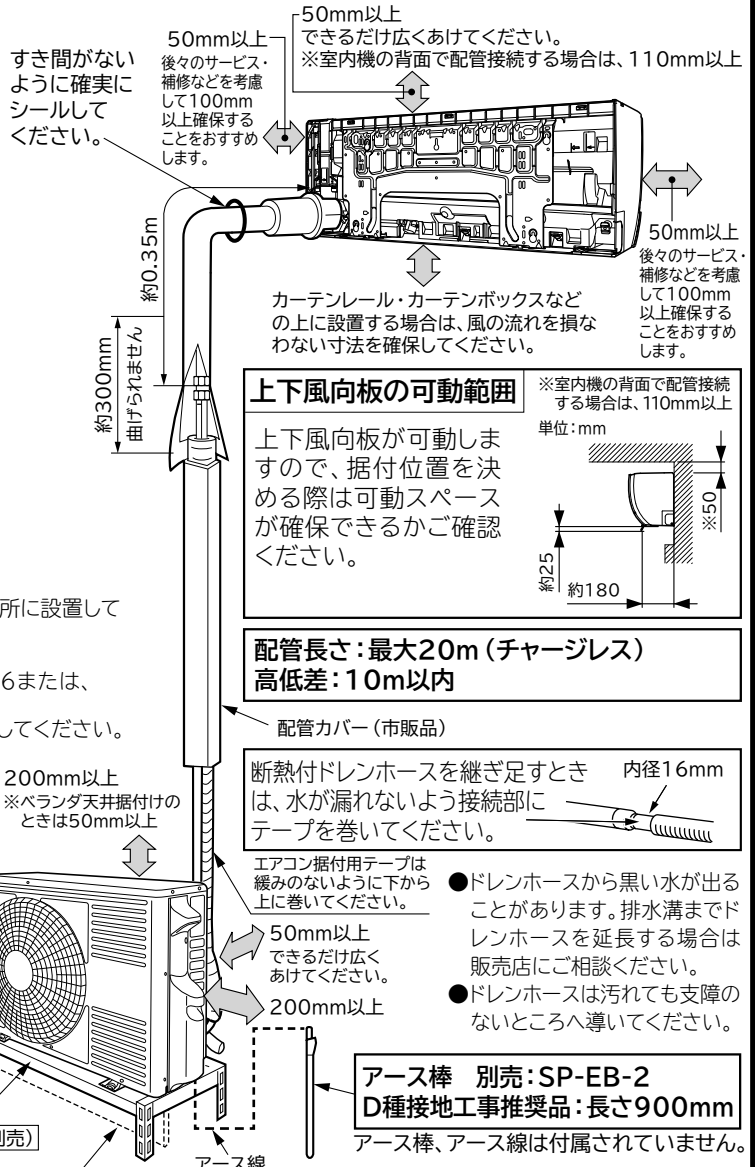 50mm以上
できるだけ広くあけてください。
※室内機の背面で配管接続する場合は、110mm以上
50mm以上
後々のサービス・
補修などを考慮
して100mm
以上確保する
ことをおすすめ
します。
すき間がない
ように確実に
シールして
ください。
50mm以上
後々のサービス・
補修などを考慮
して100mm
以上確保する
ことをおすすめ
します。
約0.35m
約300mm
曲げられません
カーテンレール・カーテンボックスなど
の上に設置する場合は、風の流れを損な
わない寸法を確保してください。
上下風向板の可動範囲
上下風向板が可動しま
すので、据付位置を決
める際は可動スペース
が確保できるかご確認
ください。
※室内機の背面で配管接続
する場合は、110mm以上
単位:mm
※50
約25
約180
所に設置して
6または、
してください。
配管長さ:最大20m(チャージレス)
高低差:10m以内
配管カバー(市販品)
断熱付ドレンホースを継ぎ足すとき
は、水が漏れないよう接続部に
テープを巻いてください。
内径16mm
200mm以上
※ベランダ天井据付けの
ときは50mm以上
エアコン据付用テープは
緩みのないように下から
上に巻いてください。
50mm以上
できるだけ広く
あけてください。
200mm以上
●ドレンホースから黒い水が出る
ことがあります。排水溝までド
レンホースを延長する場合は
販売店にご相談ください。
●ドレンホースは汚れても支障の
ないところへ導いてください。
アース棒 別売:SP-EB-2
D種接地工事推奨品:長さ900mm
アース棒、アース線は付属されていません。
売)
アース線